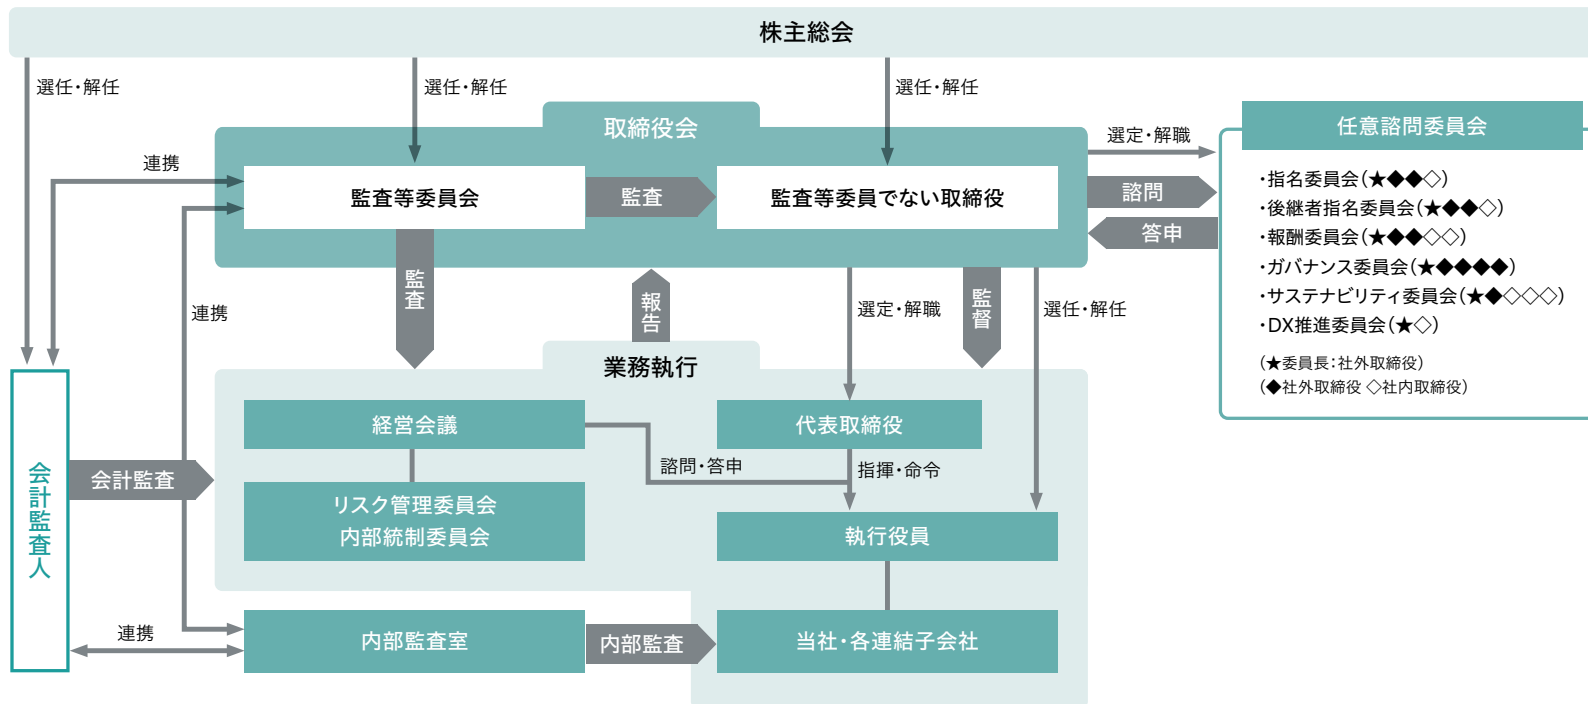 株主総会
選任・解任
選任・解任
選任・解任
取締役会
任意諮問委員会
選定・解職
連携
監査等委員会
監査
監査等委員でない取締役
諮問
答申
・指名委員会(★◆◆◇)
・後継者指名委員会(★◆◆◇)
・報酬委員会(★◆◆◇◇)
・ガバナンス委員会(★◆◆◆◆)
・サステナビリティ委員会(★◆◇◇◇)
・DX推進委員会(★◇)
(★委員長:社外取締役)
(◆社外取締役 ◇社内取締役)
監査
報告
選定・解職
監督
選任・解任
連携
業務執行
経営会議
代表取締役
諮問・答申
指揮・命令
会計監査人
会計監査
リスク管理委員会
内部統制委員会
執行役員
連携
内部監査室
内部監査
当社・各連結子会社